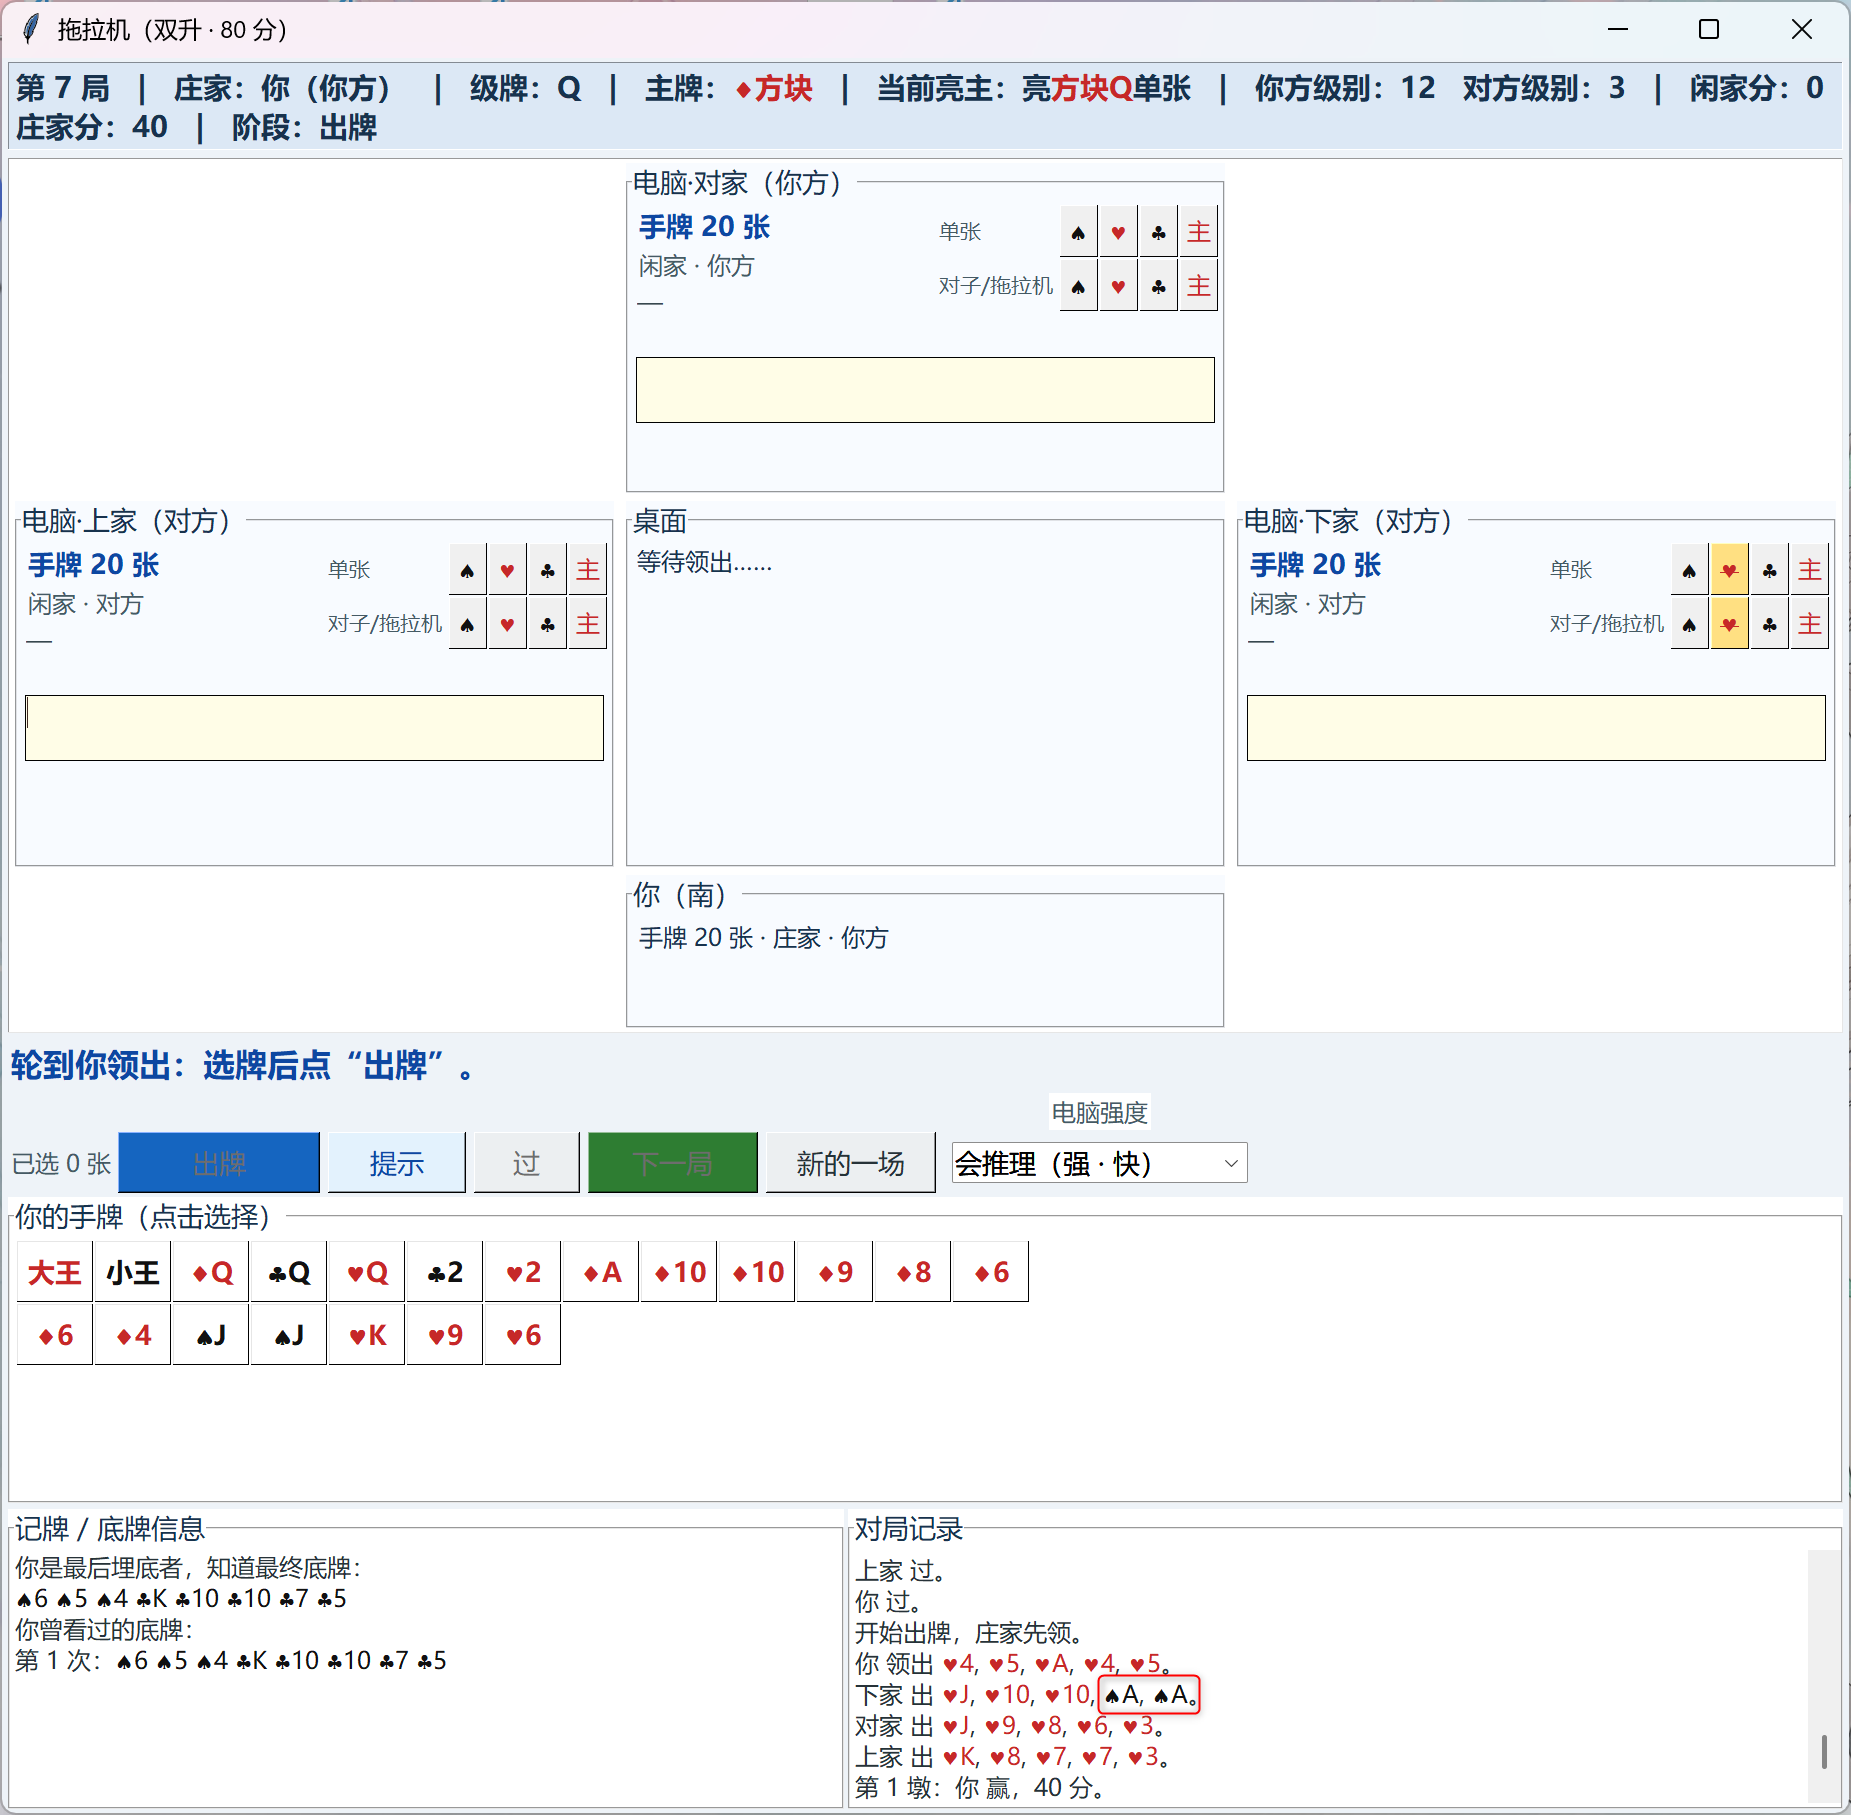 拖拉机（双升 · 80 分）
第 7 局 | 庄家：你（你方） | 级牌：Q | 主牌：♦方块 | 当前亮主：亮方块Q单张 | 你方级别：12 对方级别：3 | 闲家分：0
庄家分：40 | 阶段：出牌
电脑·对家（你方）
手牌 20 张
单张 ♠ ♥ ♣ 主
闲家 · 你方
对子/拖拉机 ♠ ♥ ♣ 主
—
电脑·上家（对方）
手牌 20 张
单张 ♠ ♥ ♣ 主
闲家 · 对方
对子/拖拉机 ♠ ♥ ♣ 主
—
桌面
等待领出……
电脑·下家（对方）
手牌 20 张
单张 ♠ ♥ ♣ 主
闲家 · 对方
对子/拖拉机 ♠ ♥ ♣ 主
—
你（南）
手牌 20 张 · 庄家 · 你方
轮到你领出：选牌后点“出牌”。
电脑强度
已选 0 张 出牌 提示 过 下一局 新的一场 会推理（强 · 快）
你的手牌（点击选择）
大王 小王 ♦Q ♣Q ♥Q ♣2 ♥2 ♦A ♦10 ♦10 ♦9 ♦8 ♦6
♦6 ♦4 ♠J ♠J ♥K ♥9 ♥6
记牌 / 底牌信息
你是最后埋底者，知道最终底牌：
♠6 ♠5 ♠4 ♣K ♣10 ♣10 ♣7 ♣5
你曾看过的底牌：
第 1 次：♠6 ♠5 ♠4 ♣K ♣10 ♣10 ♣7 ♣5
对局记录
上家 过。
你 过。
开始出牌，庄家先领。
你 领出 ♥4, ♥5, ♥A, ♥4, ♥5。
下家 出 ♥J, ♥10, ♥10, ♠A, ♠A。
对家 出 ♥J, ♥9, ♥8, ♥6, ♥3。
上家 出 ♥K, ♥8, ♥7, ♥7, ♥3。
第 1 墩：你 赢，40 分。